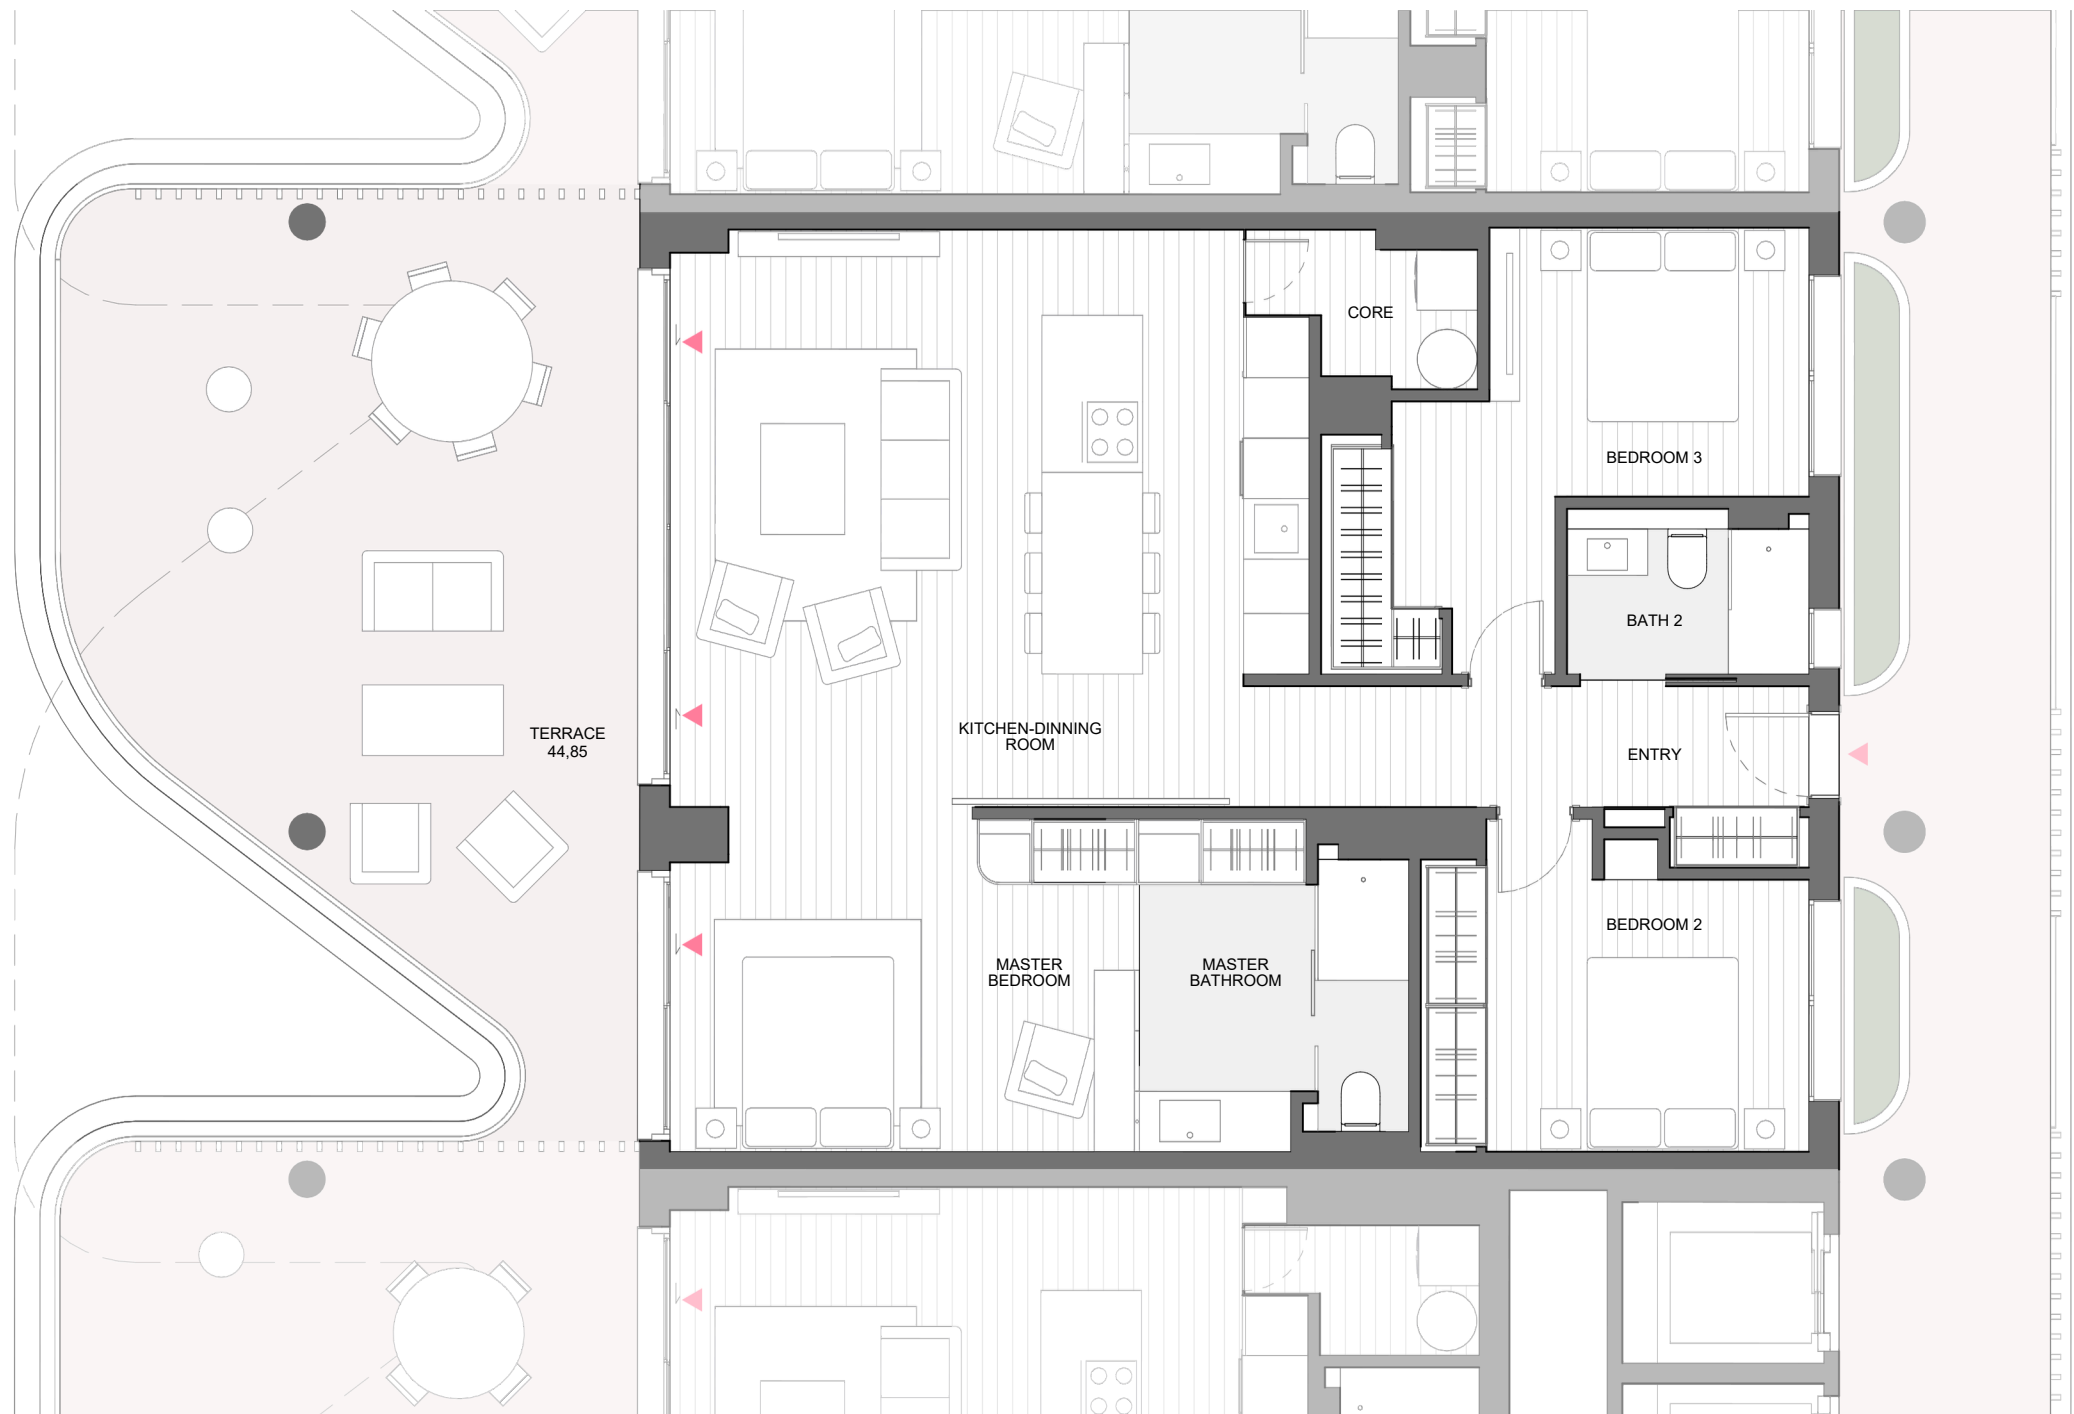 CORE
BEDROOM 3
BATH 2
TERRACE
44,85
KITCHEN-DINNING
ROOM
ENTRY
BEDROOM 2
MASTER
BEDROOM
MASTER
BATHROOM